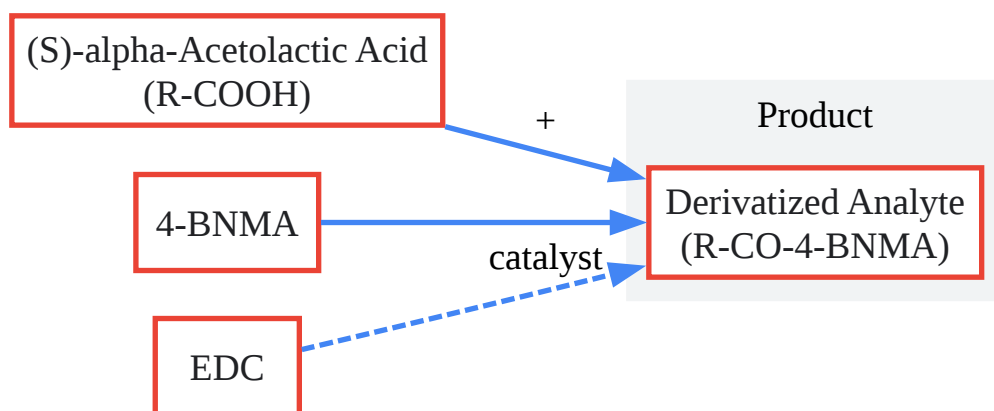 (S)-alpha-Acetolactic Acid
(R-COOH)
+
Product
4-BNMA
Derivatized Analyte
(R-CO-4-BNMA)
catalyst
EDC